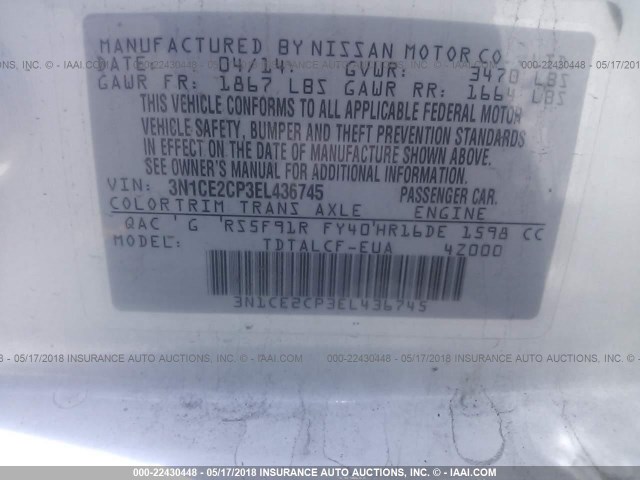 MANUFACTURED BY NISSAN MOTOR CO., LTD.
DATE: 04/14. GVWR: 3470 LBS
GAWR FR: 1867 LBS GAWR RR: 1664 LBS
THIS VEHICLE CONFORMS TO ALL APPLICABLE FEDERAL MOTOR
VEHICLE SAFETY, BUMPER AND THEFT PREVENTION STANDARDS
IN EFFECT ON THE DATE OF MANUFACTURE SHOWN ABOVE.
SEE OWNER'S MANUAL FOR ADDITIONAL INFORMATION.
VIN: 3N1CE2CP3EL436745 PASSENGER CAR.
COLOR TRIM TRANS AXLE ENGINE
QAC ' G 'RS5F91R FY40'HR16DE 1598 CC
MODEL: TDTALCF-EUA 4Z000
3N1CE2CP3EL436745
000-22430448 - 05/17/2018 INSURANCE AUTO AUCTIONS. - © IAAI.COM